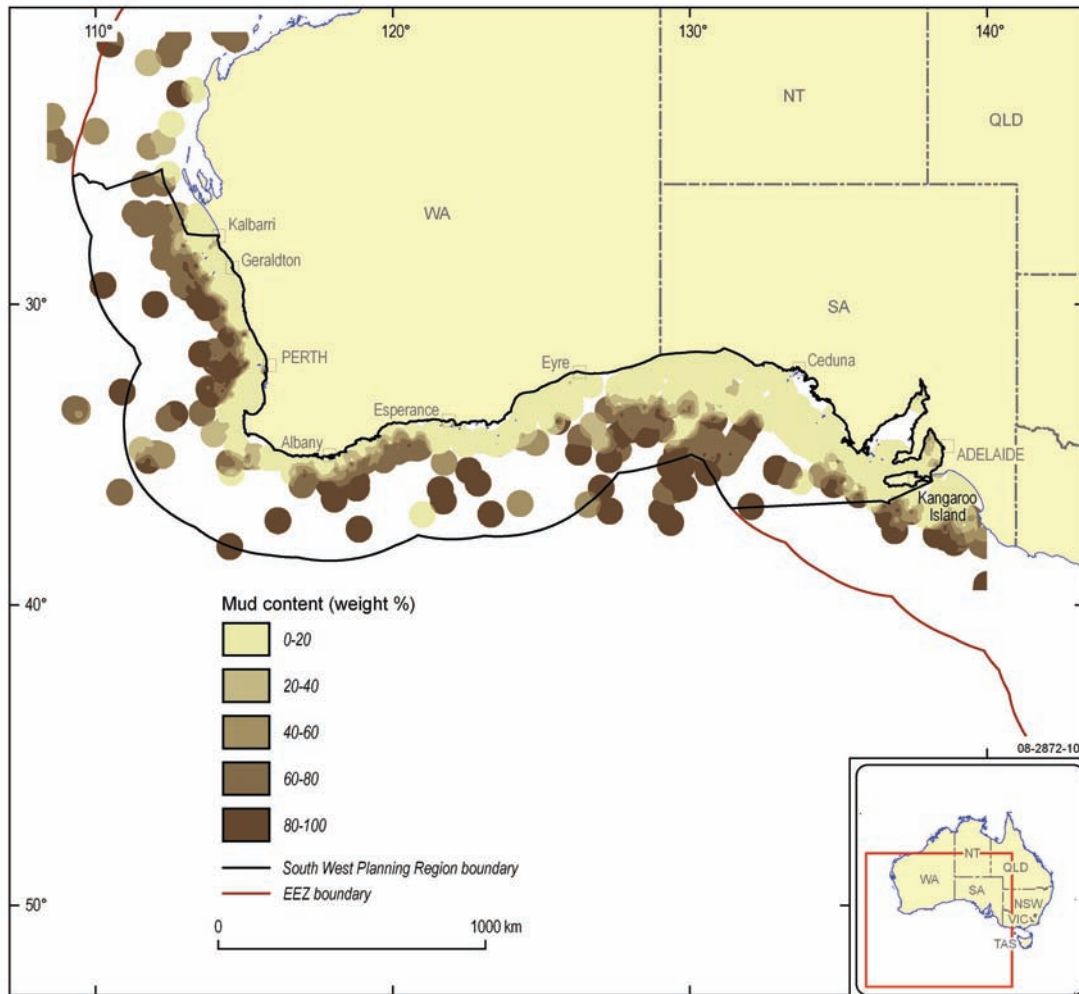 110°
120°
130°
140°
NT
QLD
WA
Kalbarri
Geraldton
30°
SA
PERTH
Eyre
Ceduna
Esperance
Albany
ADELAIDE
Kangaroo
Island
40°
Mud content (weight %)
0-20
20-40
40-60
60-80
80-100
South West Planning Region boundary
EEZ boundary
0
1000 km
50°
08-2872-10
NT
QLD
WA
SA
NSW
VIC
TAS